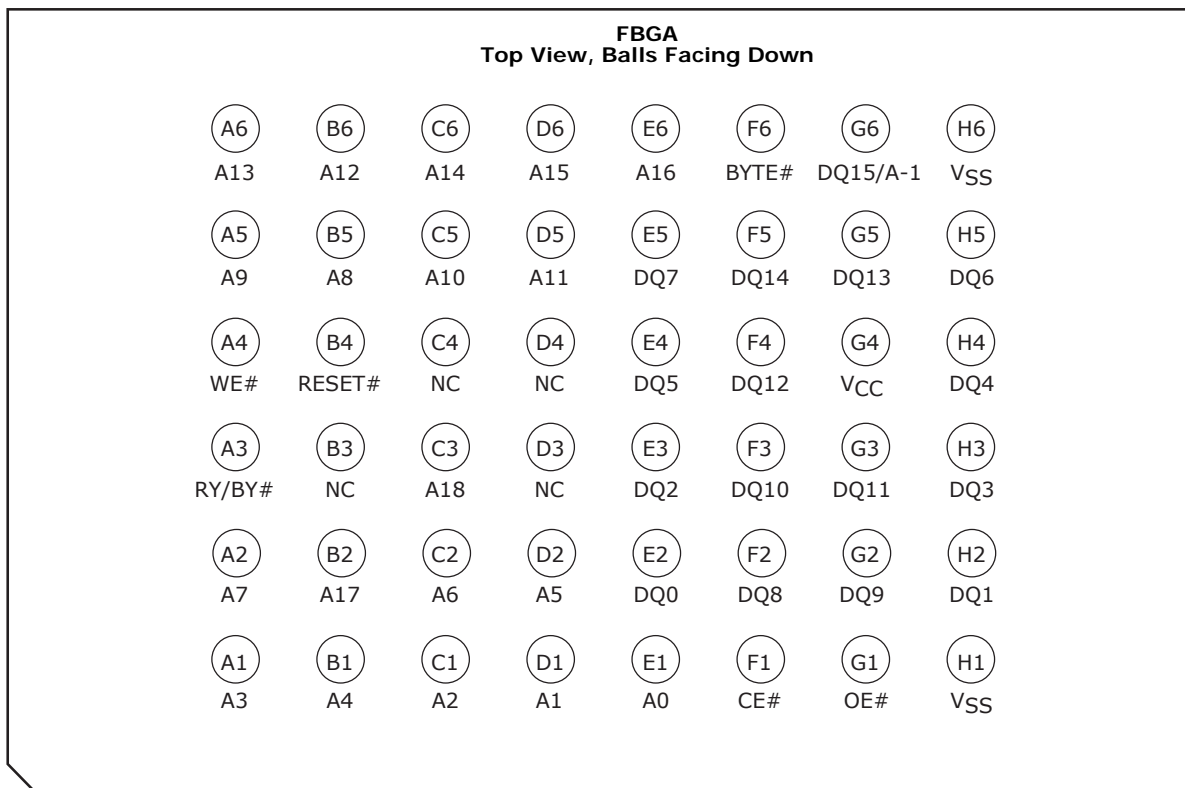 FBGA
Top View, Balls Facing Down
A6 B6 C6 D6 E6 F6 G6 H6
A13 A12 A14 A15 A16 BYTE# DQ15/A-1 VSS
A5 B5 C5 D5 E5 F5 G5 H5
A9 A8 A10 A11 DQ7 DQ14 DQ13 DQ6
A4 B4 C4 D4 E4 F4 G4 H4
WE# RESET# NC NC DQ5 DQ12 VCC DQ4
A3 B3 C3 D3 E3 F3 G3 H3
RY/BY# NC A18 NC DQ2 DQ10 DQ11 DQ3
A2 B2 C2 D2 E2 F2 G2 H2
A7 A17 A6 A5 DQ0 DQ8 DQ9 DQ1
A1 B1 C1 D1 E1 F1 G1 H1
A3 A4 A2 A1 A0 CE# OE# VSS